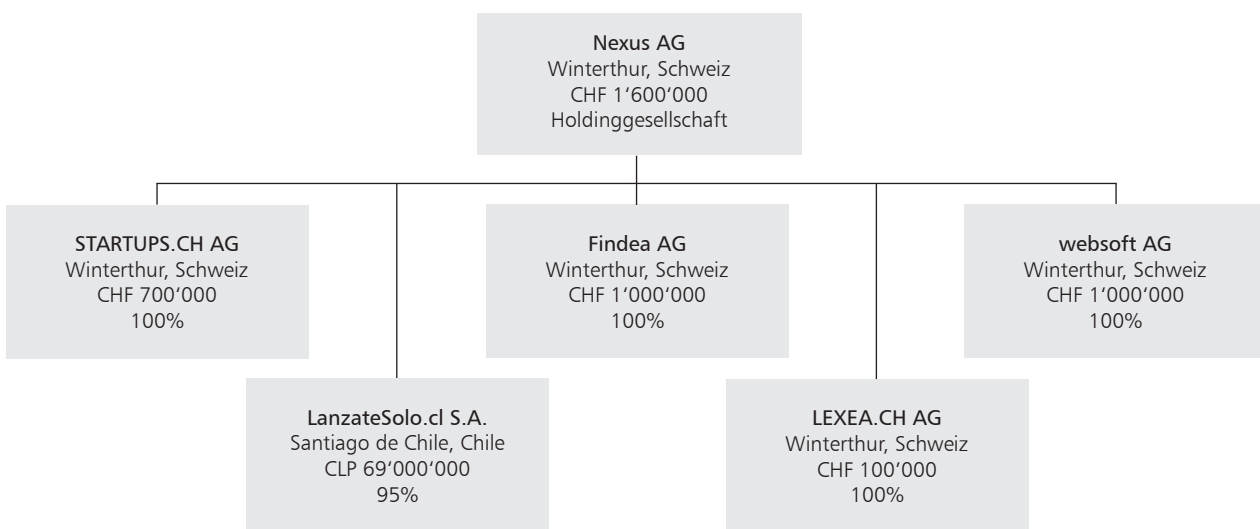 Nexus AG
Winterthur, Schweiz
CHF 1‘600‘000
Holdinggesellschaft
STARTUPS.CH AG
Winterthur, Schweiz
CHF 700‘000
100%
Findea AG
Winterthur, Schweiz
CHF 1‘000‘000
100%
websoft AG
Winterthur, Schweiz
CHF 1‘000‘000
100%
LanzateSolo.cl S.A.
Santiago de Chile, Chile
CLP 69‘000‘000
95%
LEXEA.CH AG
Winterthur, Schweiz
CHF 100‘000
100%